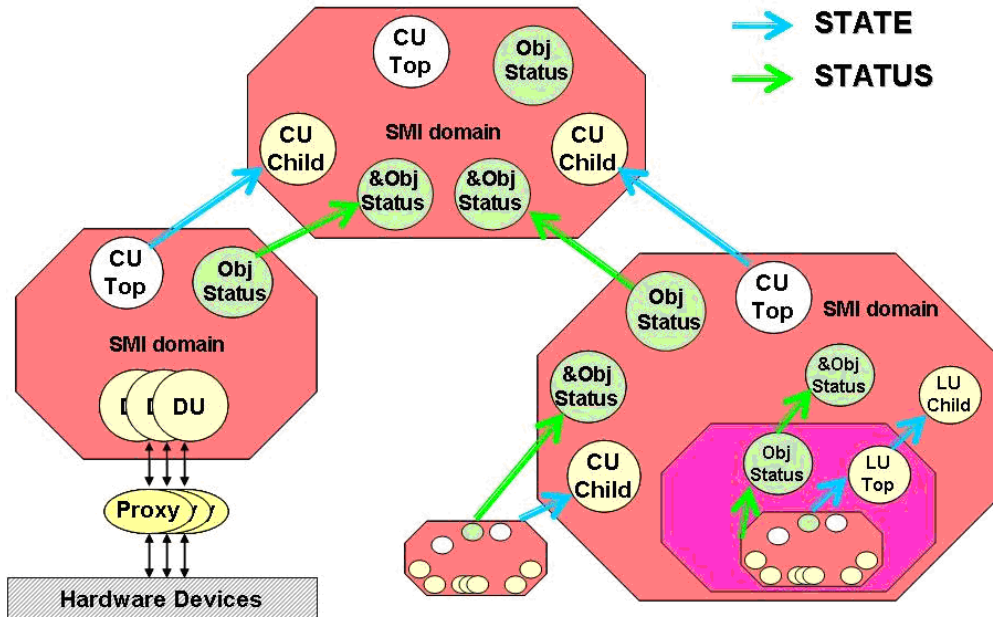 STATE
STATUS
CU
Top
Obj
Status
CU
Child
SMI domain
CU
Child
&Obj
Status
&Obj
Status
CU
Top
Obj
Status
SMI domain
D
D
DU
Proxy
y
y
Hardware Devices
Obj
Status
CU
Top
SMI domain
&Obj
Status
&Obj
Status
LU
Child
CU
Child
Obj
Status
LU
Top